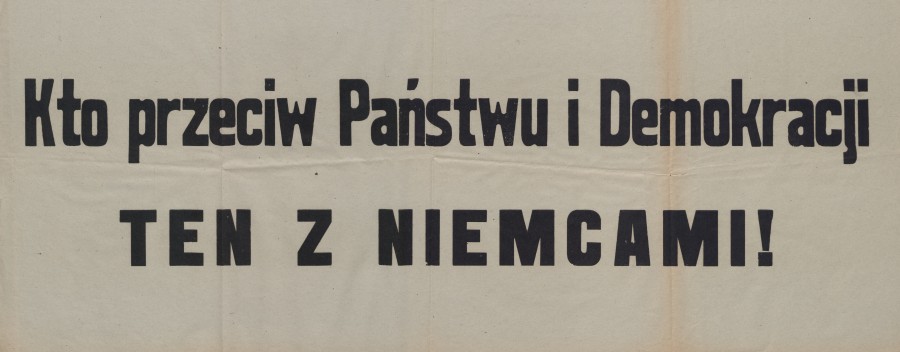 Kto przeciw Państwu i Demokracji
TEN Z NIEMCAMI!